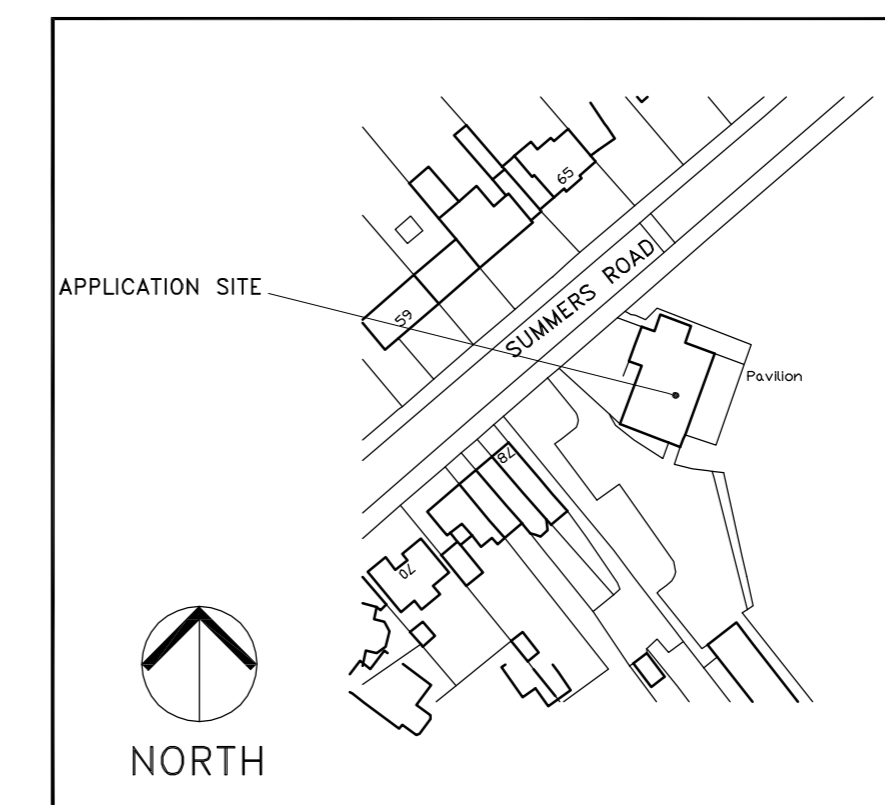 65
APPLICATION SITE
SUMMERS ROAD
59
Pavilion
78
70
NORTH